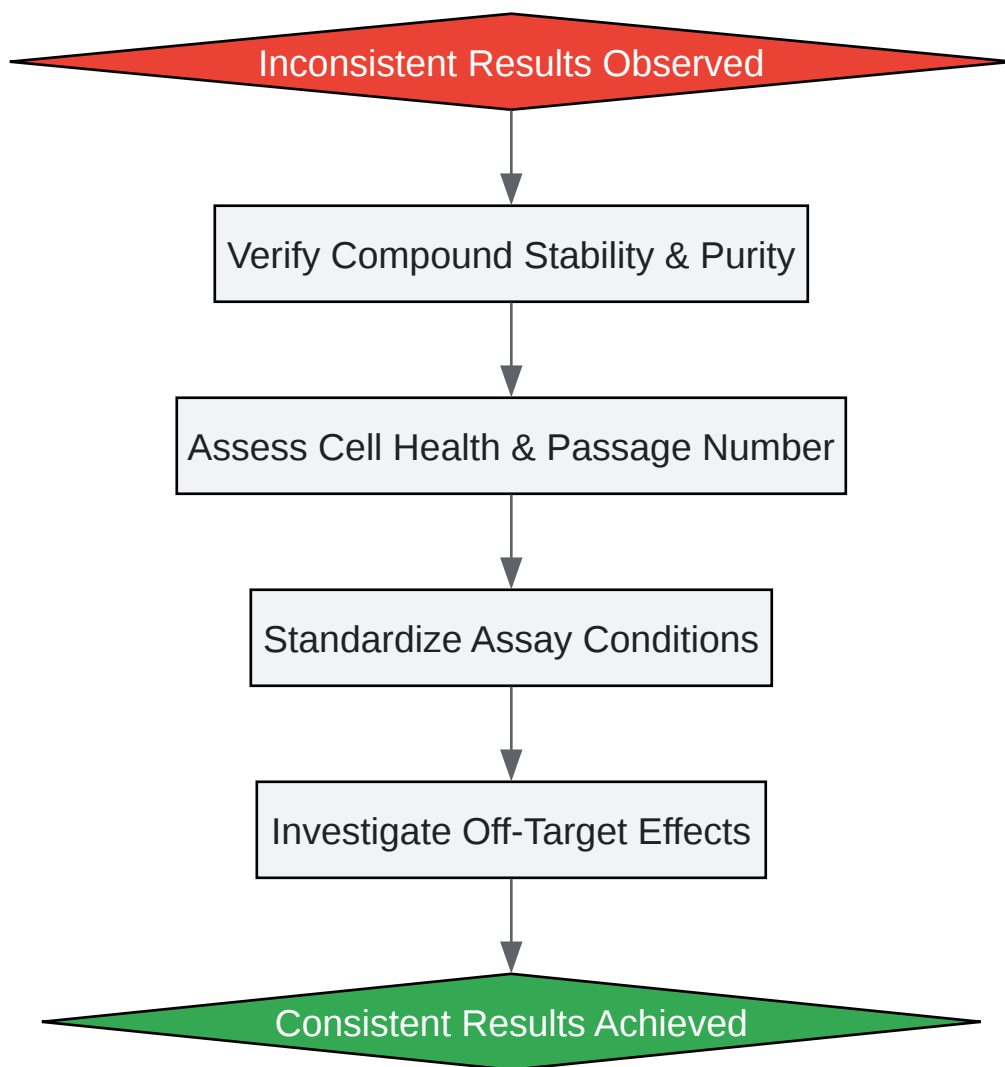 Inconsistent Results Observed
Verify Compound Stability & Purity
Assess Cell Health & Passage Number
Standardize Assay Conditions
Investigate Off-Target Effects
Consistent Results Achieved